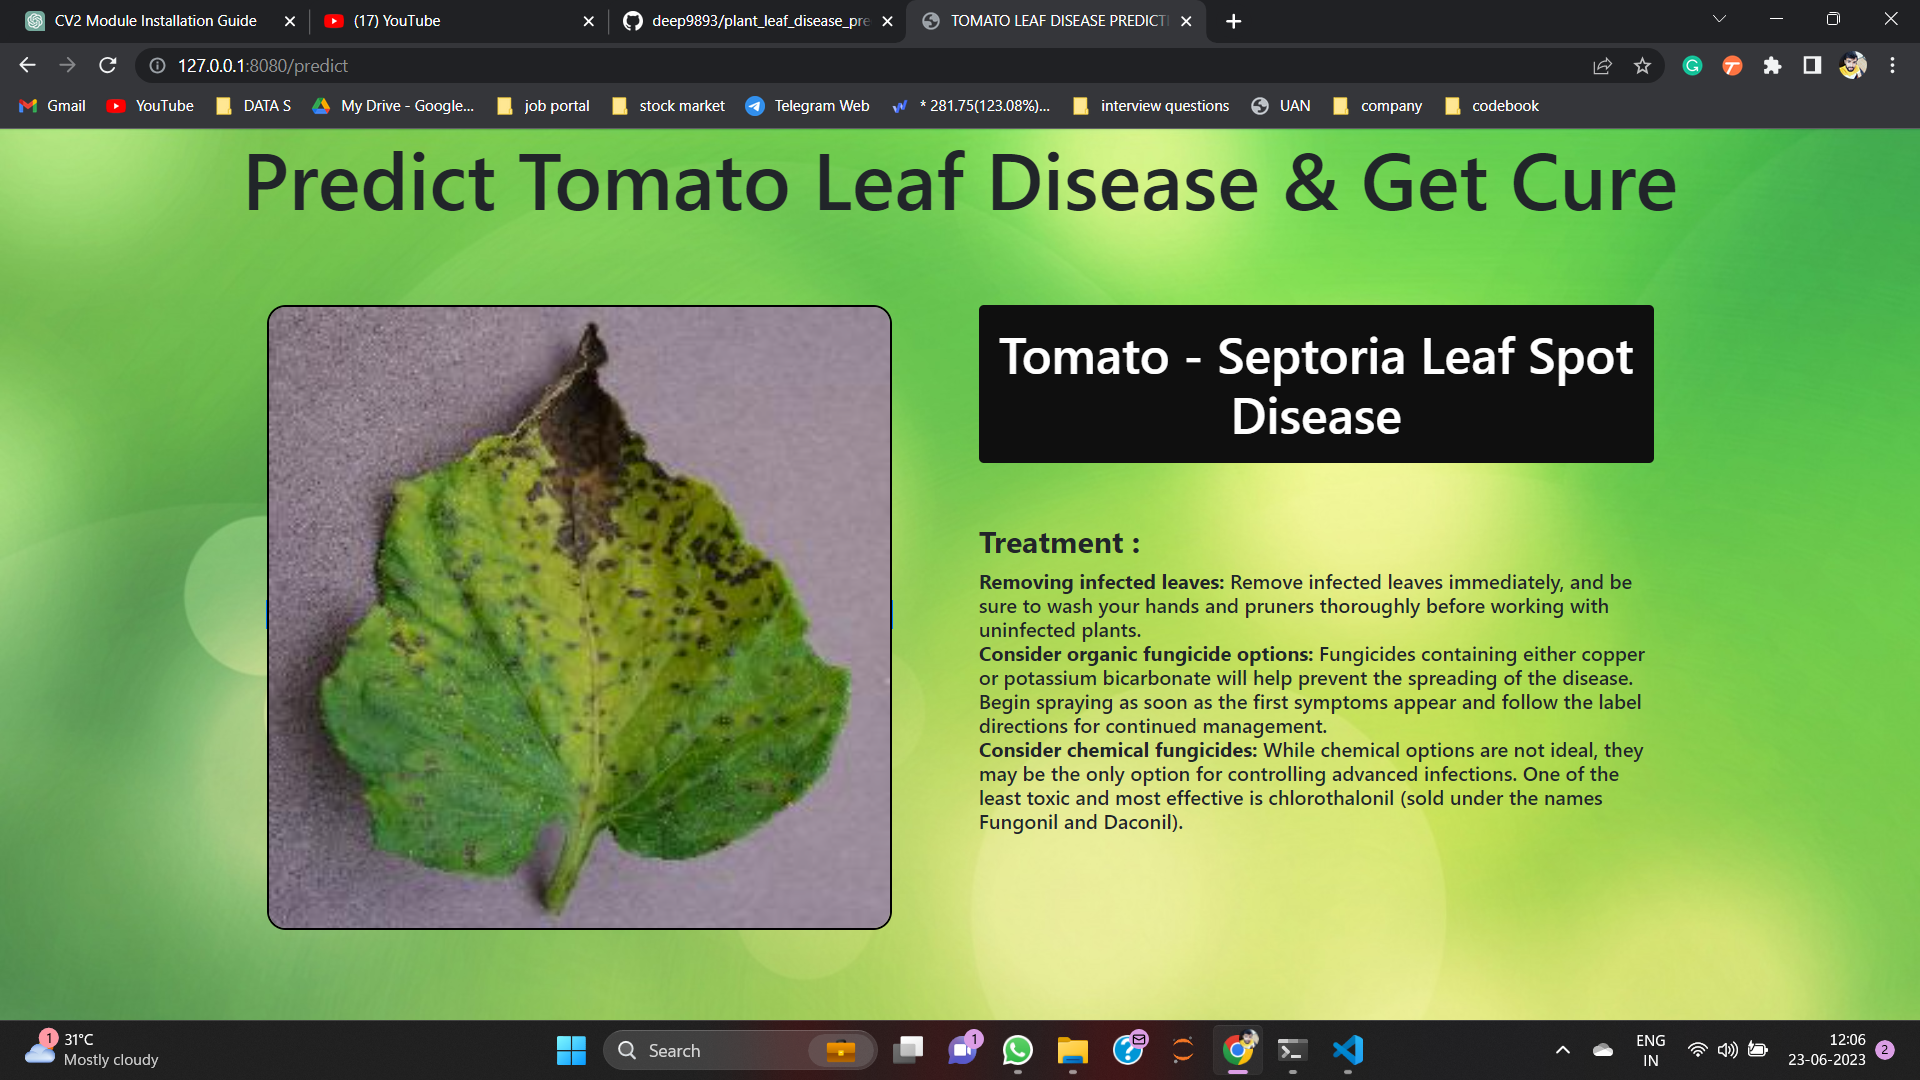 CV2 Module Installation Guide
(17) YouTube
deep9893/plant_leaf_disease_pre
TOMATO LEAF DISEASE PREDICTI
127.0.0.1:8080/predict
Gmail
YouTube
DATA S
My Drive - Google...
job portal
stock market
Telegram Web
* 281.75(123.08%)...
interview questions
UAN
company
codebook
Predict Tomato Leaf Disease & Get Cure
Tomato - Septoria Leaf Spot
Disease
Treatment :
Removing infected leaves: Remove infected leaves immediately, and be
sure to wash your hands and pruners thoroughly before working with
uninfected plants.
Consider organic fungicide options: Fungicides containing either copper
or potassium bicarbonate will help prevent the spreading of the disease.
Begin spraying as soon as the first symptoms appear and follow the label
directions for continued management.
Consider chemical fungicides: While chemical options are not ideal, they
may be the only option for controlling advanced infections. One of the
least toxic and most effective is chlorothalonil (sold under the names
Fungonil and Daconil).
1
31°C
Mostly cloudy
Search
1
ENG
IN
12:06
23-06-2023
2